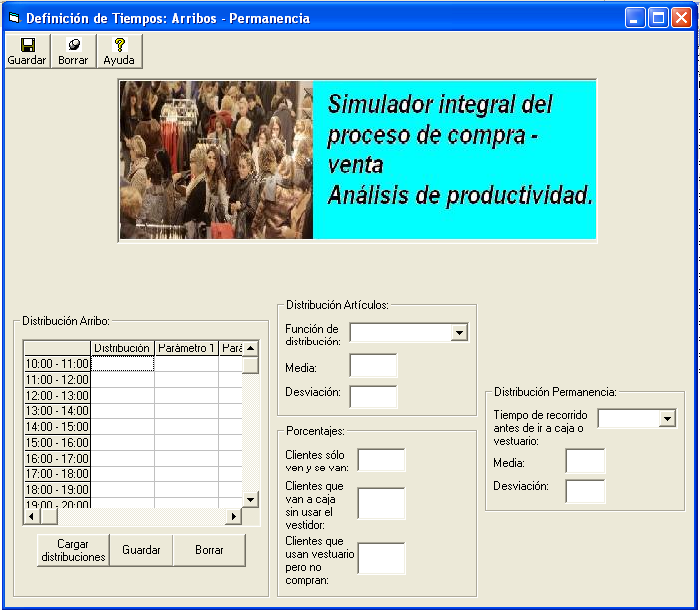 Definición de Tiempos: Arribos - Permanencia
Guardar Borrar Ayuda
Simulador integral del
proceso de compra -
venta
Análisis de productividad.
Distribución Arribo:
Distribución Parámetro 1 Pará
10:00 - 11:00
11:00 - 12:00
12:00 - 13:00
13:00 - 14:00
14:00 - 15:00
15:00 - 16:00
16:00 - 17:00
17:00 - 18:00
18:00 - 19:00
19:00 - 20:00
Cargar
distribuciones
Guardar
Borrar
Distribución Artículos:
Función de
distribución:
Media:
Desviación:
Porcentajes:
Clientes sólo
ven y se van:
Clientes que
van a caja
sin usar el
vestidor:
Clientes que
usan vestuario
pero no
compran:
Distribución Permanencia:
Tiempo de recorrido
antes de ir a caja o
vestuario:
Media:
Desviación: